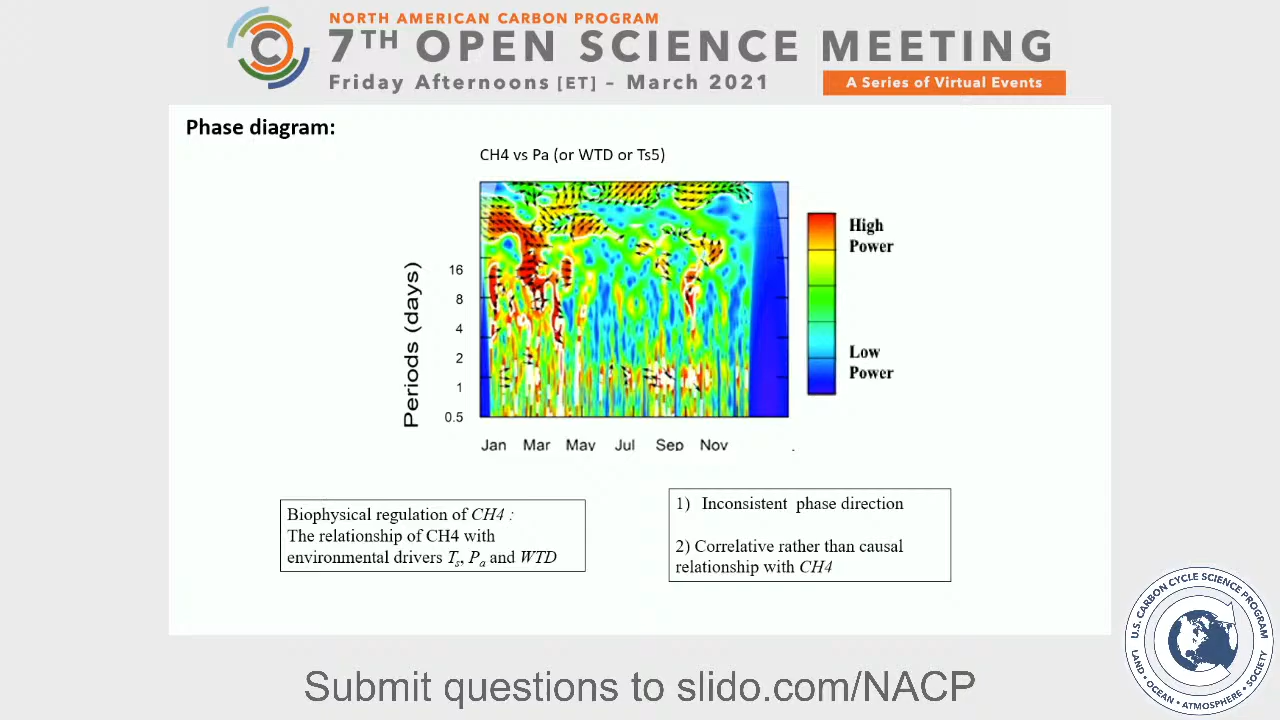 NORTH AMERICAN CARBON PROGRAM
7TH OPEN SCIENCE MEETING
Friday Afternoons [ET] – March 2021
A Series of Virtual Events
C
Phase diagram:
CH4 vs Pa (or WTD or Ts5)
Periods (days)
16
8
4
2
1
0.5
Jan Mar May Jul Sep Nov
High
Power
Low
Power
Biophysical regulation of CH4 :
The relationship of CH4 with
environmental drivers Ts, Pa and WTD
1) Inconsistent phase direction
2) Correlative rather than causal
relationship with CH4
U.S. CARBON CYCLE SCIENCE PROGRAM
LAND • OCEAN • ATMOSPHERE • SOCIETY
Submit questions to slido.com/NACP